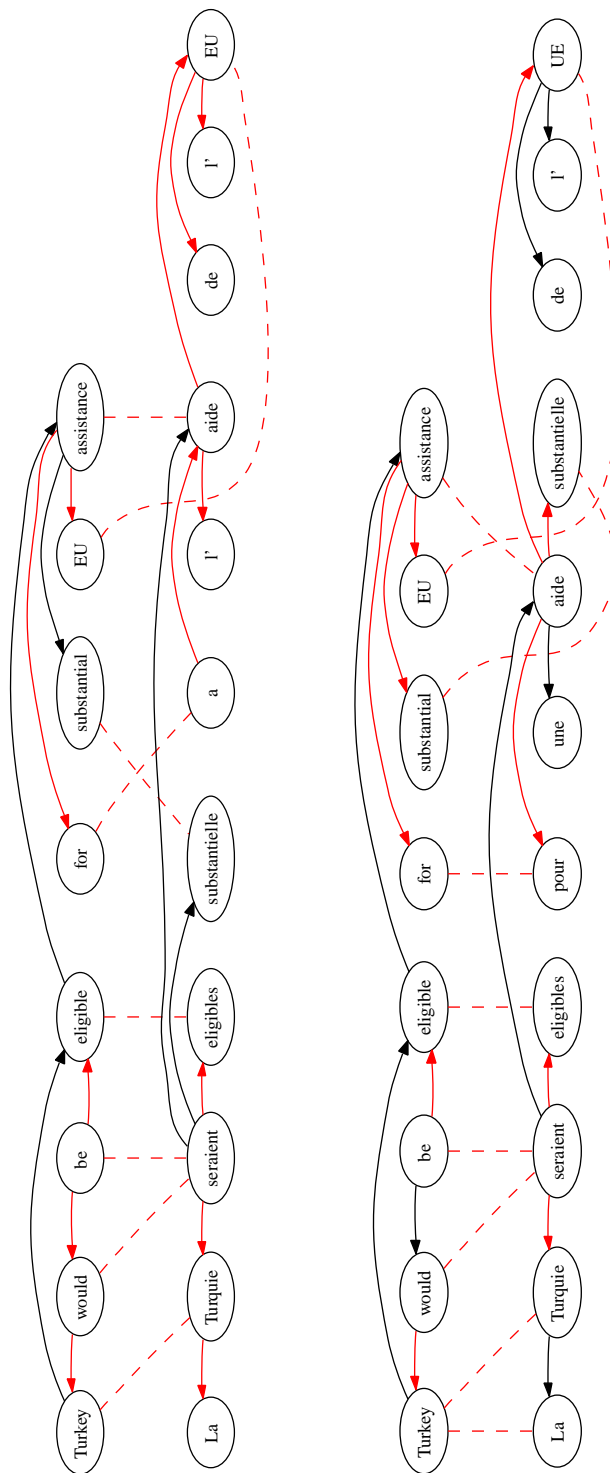 Turkey would be eligible for substantial EU assistance
La Turquie seraient eligibles substantielle a l' aide de l' EU
Turkey would be eligible for substantial EU assistance
La Turquie seraient eligibles pour une aide substantielle de l' UE